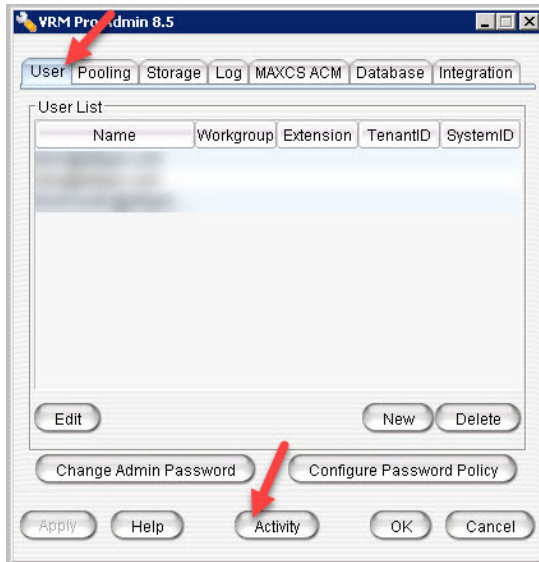 VRM Pro Admin 8.5
User Pooling Storage Log MAXCS ACM Database Integration
User List
Name Workgroup Extension TenantID SystemID
Edit New Delete
Change Admin Password Configure Password Policy
Apply Help Activity OK Cancel